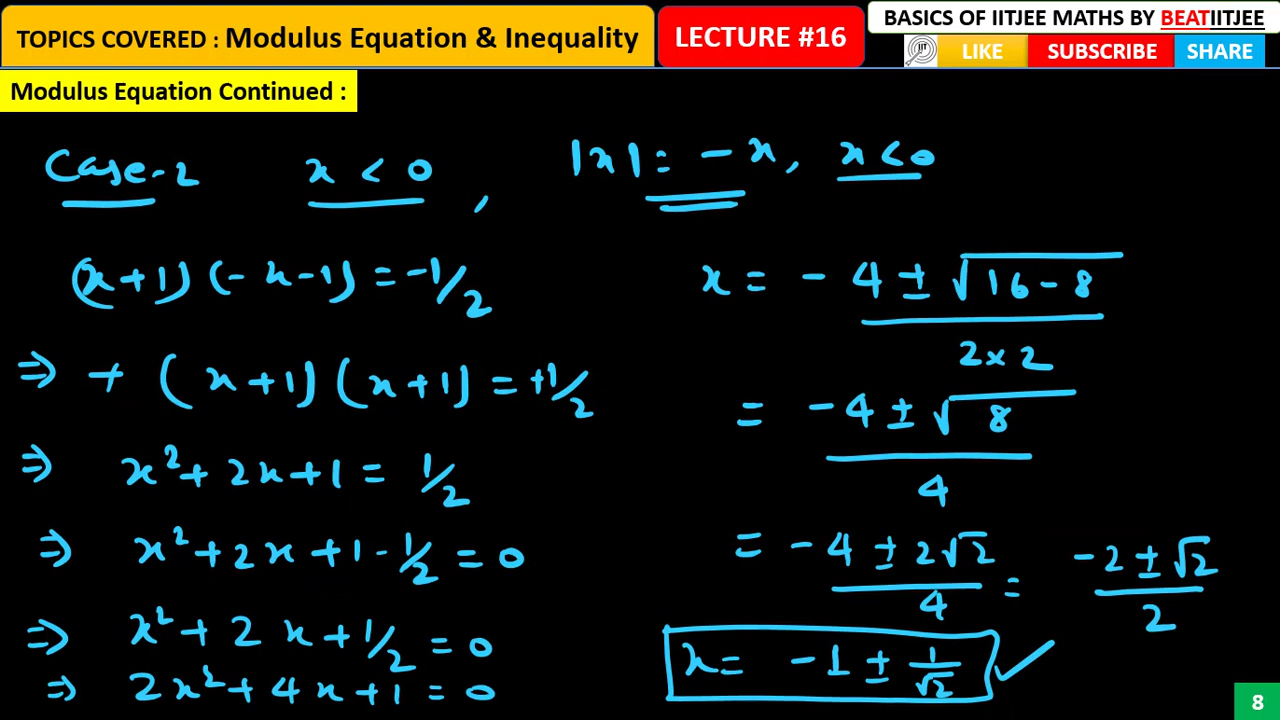 TOPICS COVERED : Modulus Equation & Inequality
LECTURE #16
BASICS OF IITJEE MATHS BY BEATIITJEE
IIT
LIKE
SUBSCRIBE
SHARE
Modulus Equation Continued :
Case-2 x < 0 , |x| = -x, x<0
(x+1)(-x-1) = -1/2
⇒ + (x+1)(x+1) = +1/2
⇒ x² + 2x+1 = 1/2
⇒ x² + 2x + 1 - 1/2 = 0
⇒ x² + 2x + 1/2 = 0
⇒ 2x² + 4x + 1 = 0
x = - 4 ± √16-8
2×2
= -4 ± √8
4
= -4 ± 2√2 = -2 ± √2
4 2
x = -1 ± 1/√2 ✓
8